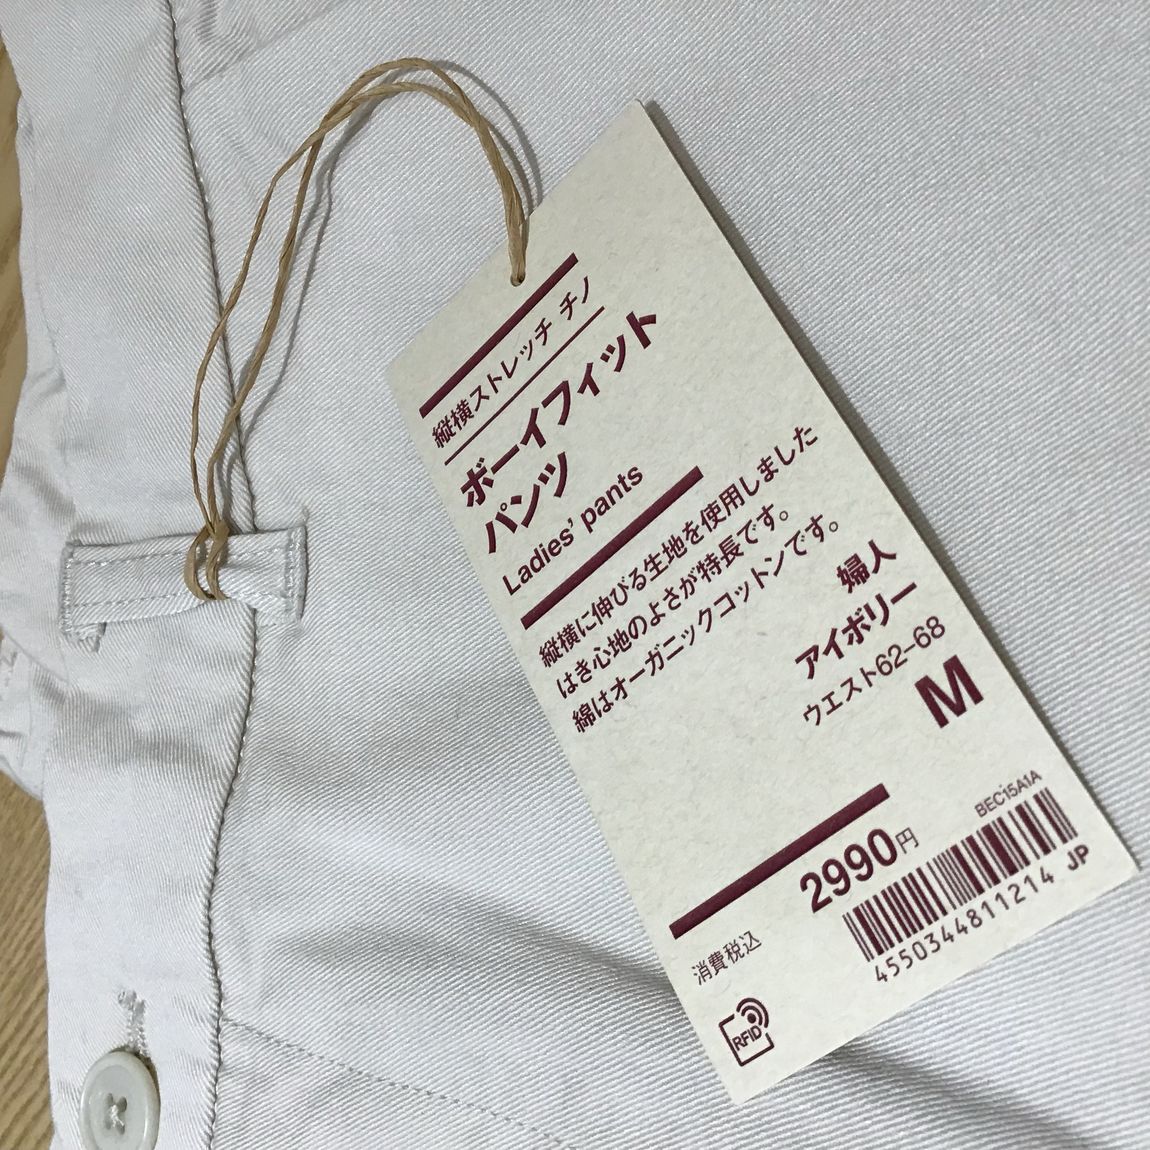 縦横ストレッチ チノ
ボーイフィット
パンツ
Ladies' pants
縦横に伸びる生地を使用しました
はき心地のよさが特長です。
綿はオーガニックコットンです。
婦人
アイボリー
ウエスト62-68
M
BEC15A1A
2990円
4550344811214 JP
消費税込
RFID